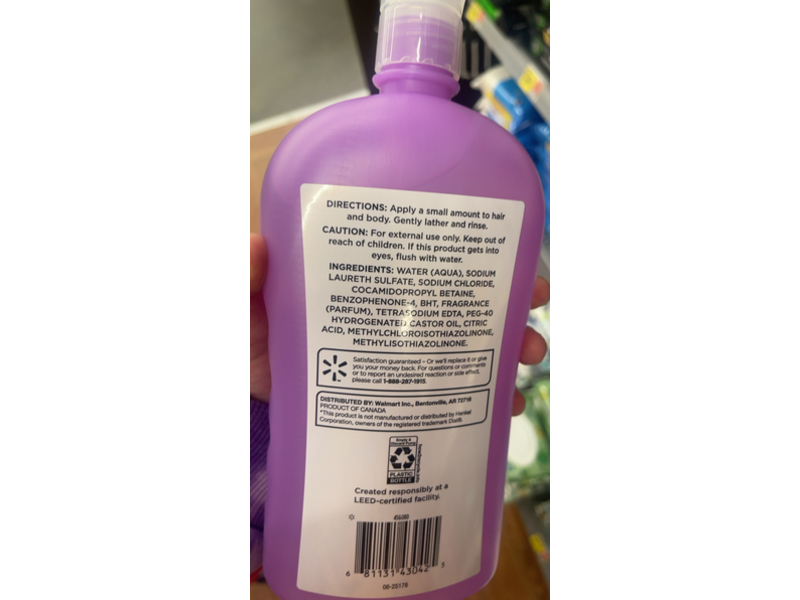 DIRECTIONS: Apply a small amount to hair
and body. Gently lather and rinse.
CAUTION: For external use only. Keep out of
reach of children. If this product gets into
eyes, flush with water.
INGREDIENTS: WATER (AQUA), SODIUM
LAURETH SULFATE, SODIUM CHLORIDE,
COCAMIDOPROPYL BETAINE,
BENZOPHENONE-4, BHT, FRAGRANCE
(PARFUM), TETRASODIUM EDTA, PEG-40
HYDROGENATED CASTOR OIL, CITRIC
ACID, METHYLCHLOROISOTHIAZOLINONE,
METHYLISOTHIAZOLINONE.
Satisfaction guaranteed – Or we'll replace it or give
you your money back. For questions or comments
or to report an undesired reaction or side effect,
please call 1-888-287-1915.
DISTRIBUTED BY: Walmart Inc., Bentonville, AR 72716
PRODUCT OF CANADA
*This product is not manufactured or distributed by Henkel
Corporation, owners of the registered trademark Dial®.
Empty &
PLASTIC
BOTTLE
Created responsibly at a
LEED-certified facility.
456080
6 81131 43042 5
06-25178